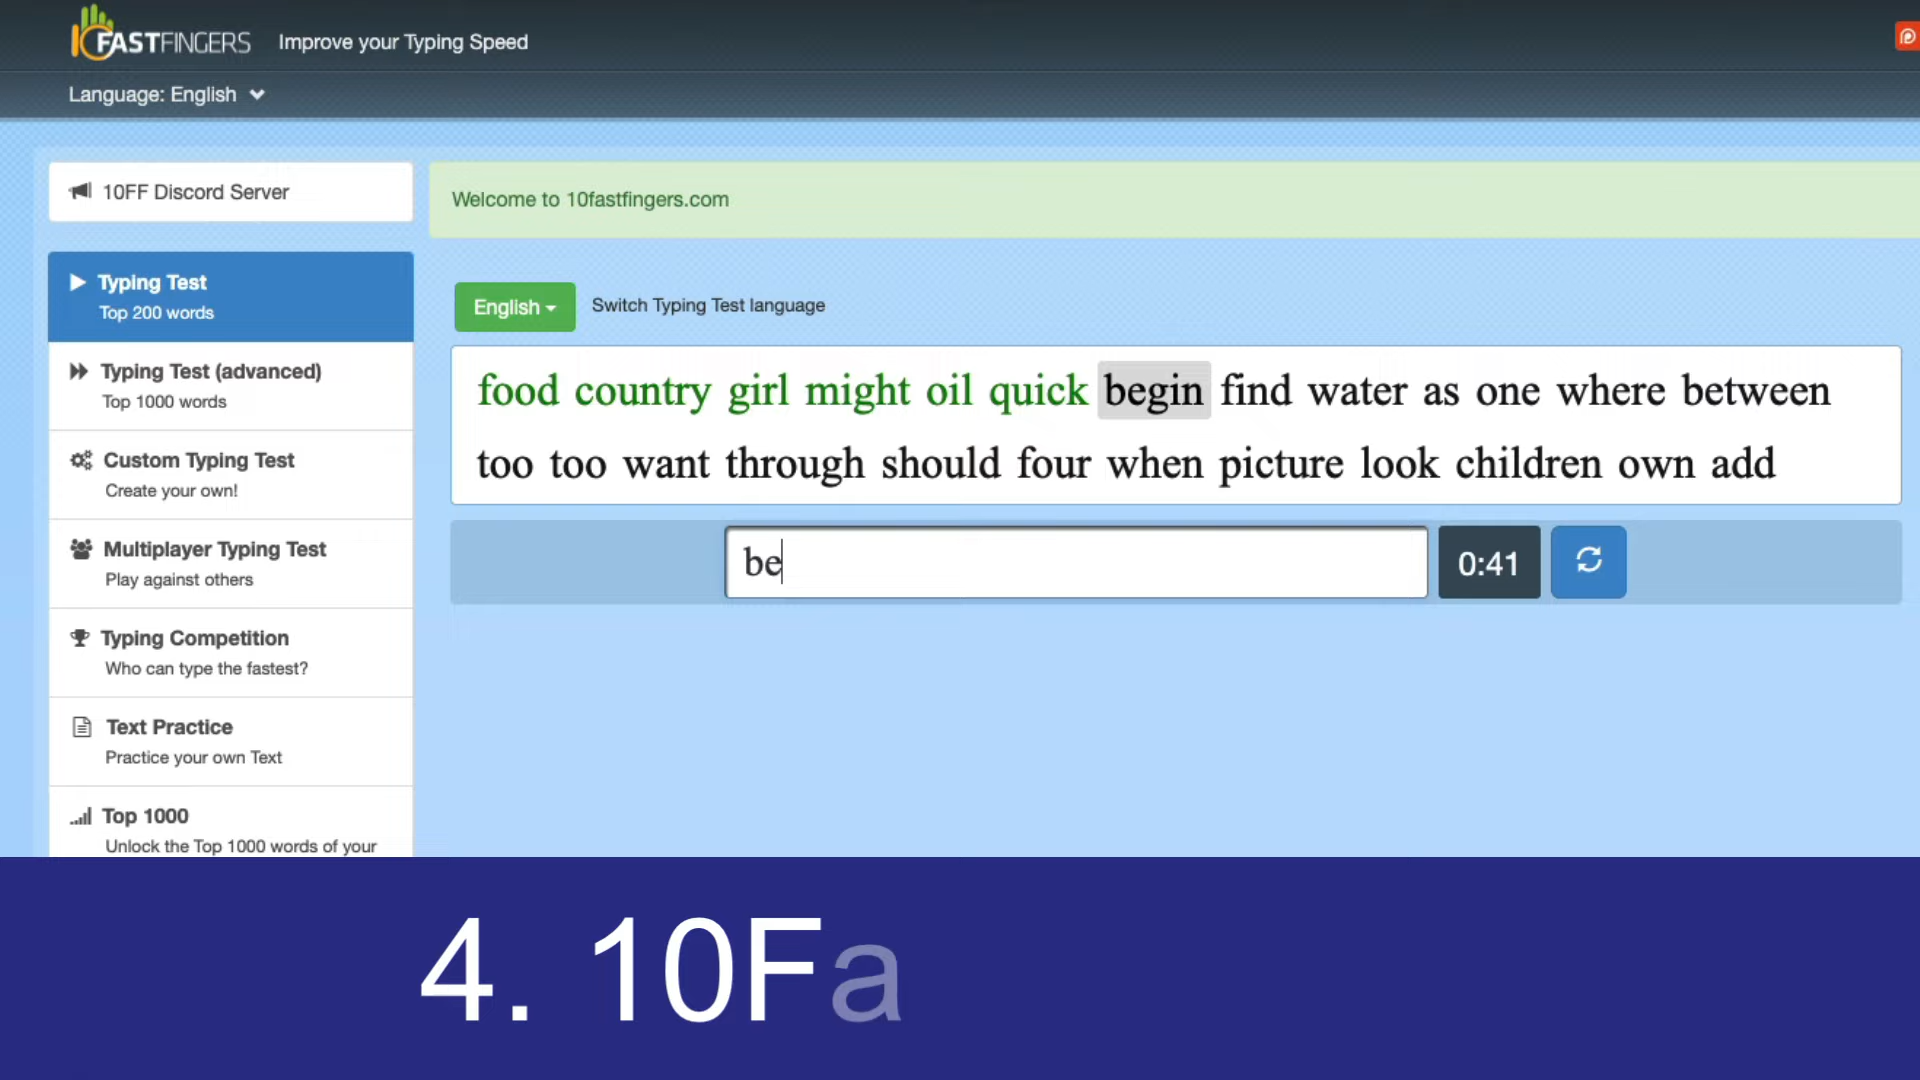 FASTFINGERS
Improve your Typing Speed
Language: English
10FF Discord Server
Welcome to 10fastfingers.com
Typing Test
Top 200 words
English
Switch Typing Test language
Typing Test (advanced)
Top 1000 words
food country girl might oil quick begin find water as one where between
too too want through should four when picture look children own add
Custom Typing Test
Create your own!
be
0:41
Multiplayer Typing Test
Play against others
Typing Competition
Who can type the fastest?
Text Practice
Practice your own Text
Top 1000
Unlock the Top 1000 words of your
4. 10Fa